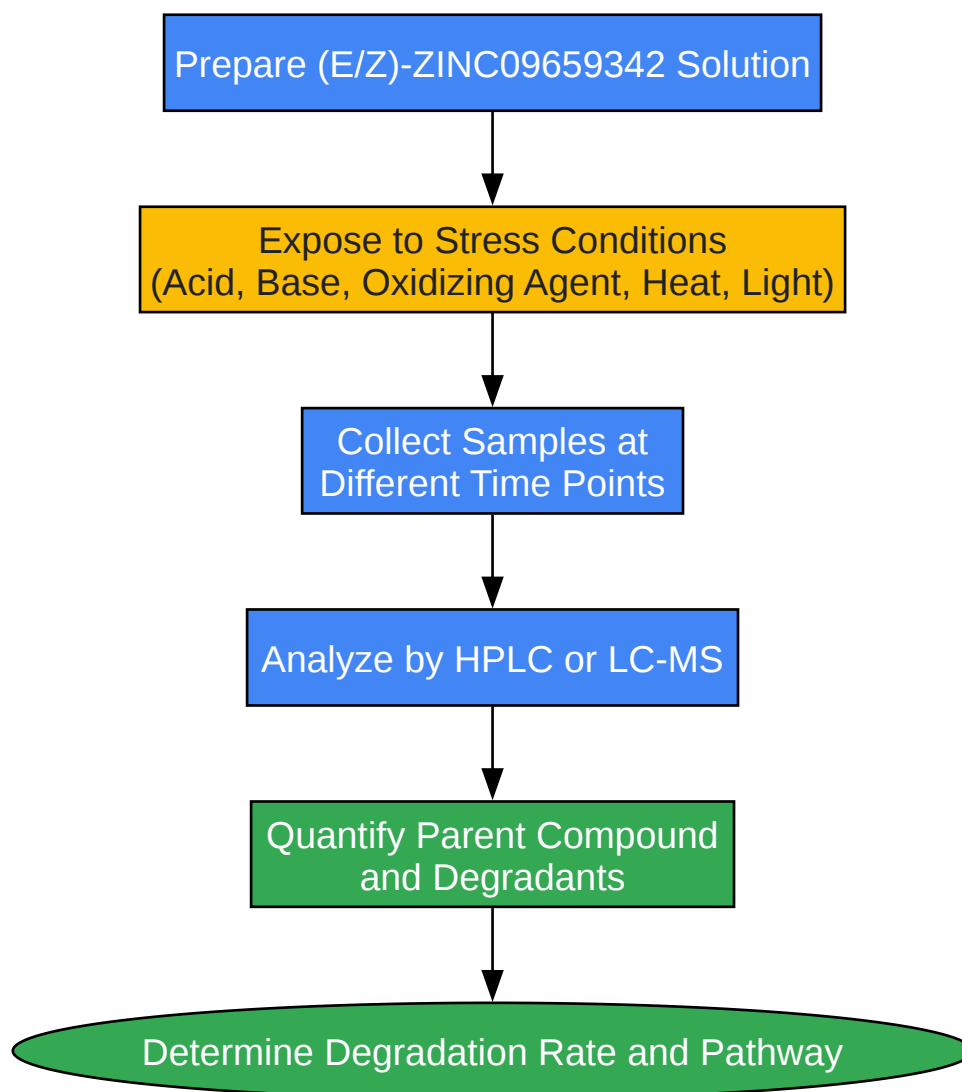 Prepare (E/Z)-ZINC09659342 Solution
Expose to Stress Conditions
(Acid, Base, Oxidizing Agent, Heat, Light)
Collect Samples at
Different Time Points
Analyze by HPLC or LC-MS
Quantify Parent Compound
and Degradants
Determine Degradation Rate and Pathway